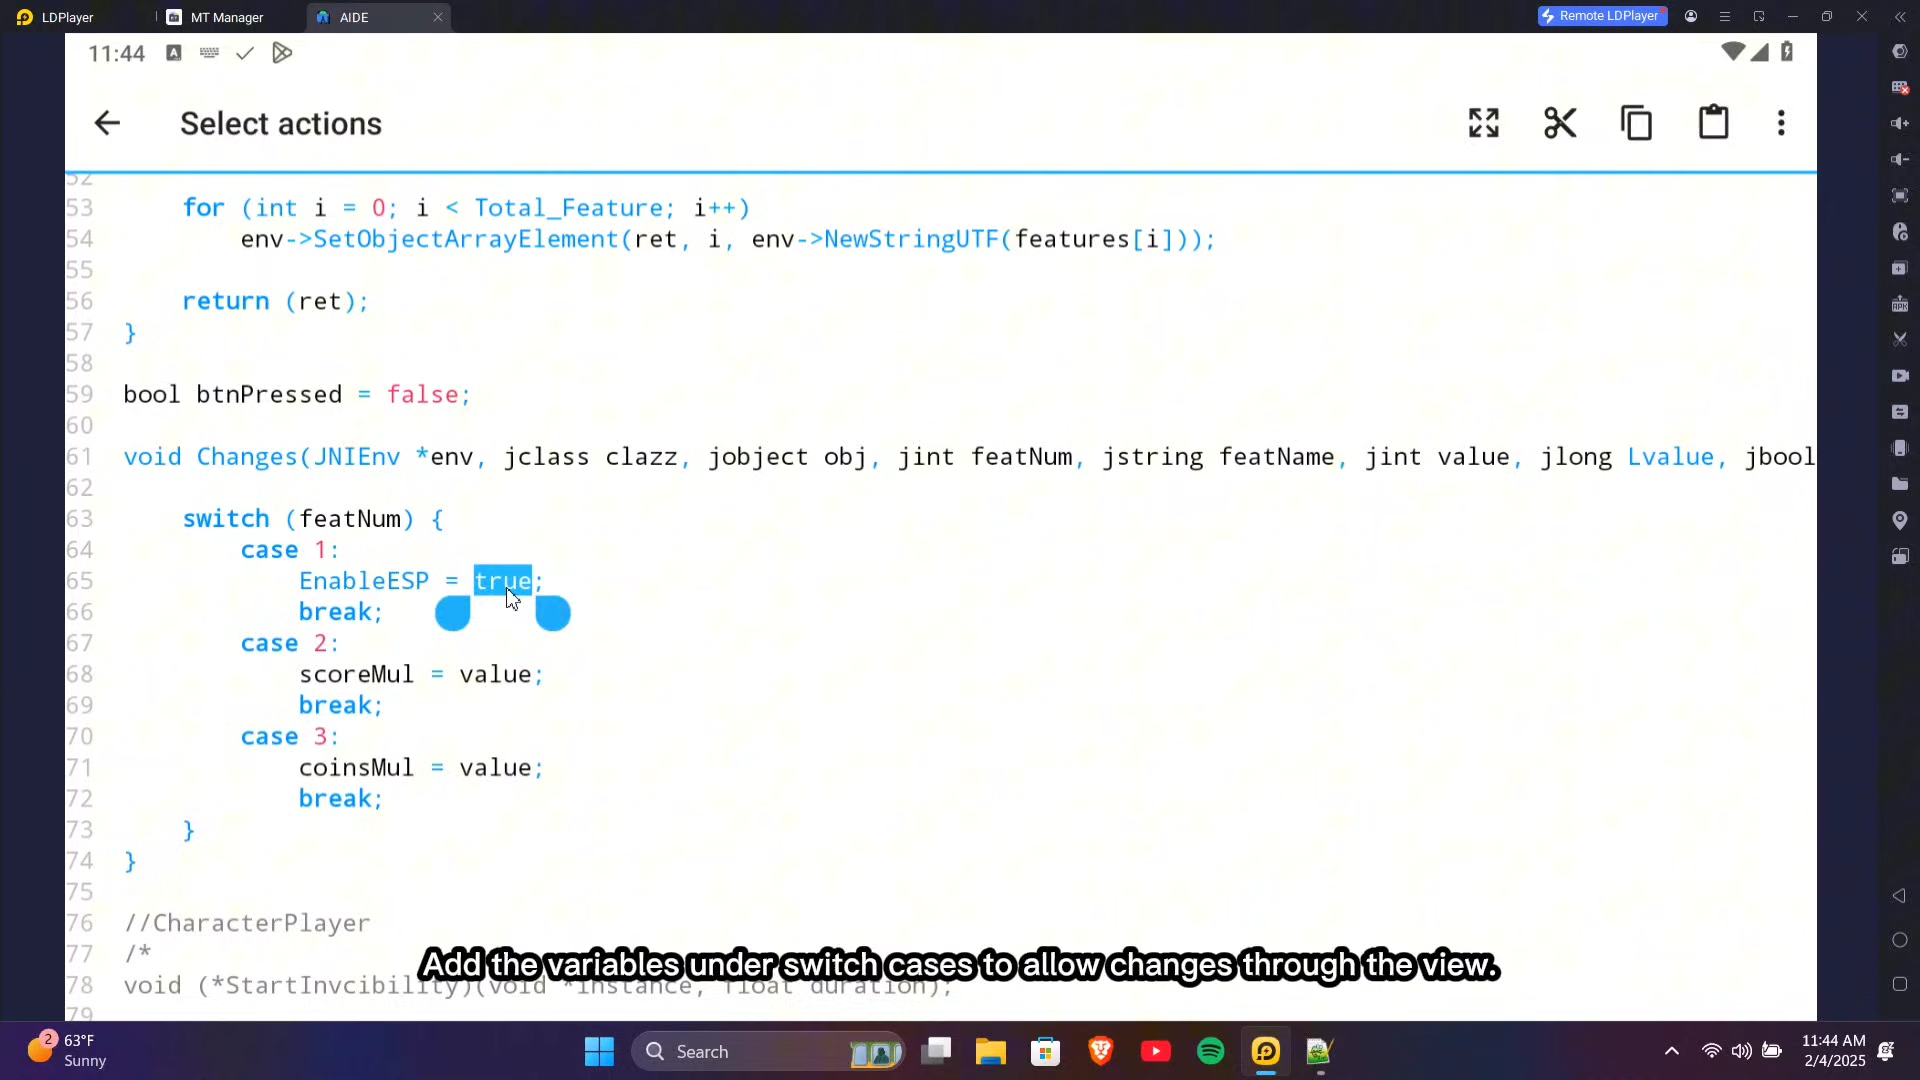 LDPlayer
MT Manager
AIDE
Remote LDPlayer
11:44
Select actions
52
53 for (int i = 0; i < Total_Feature; i++)
54 env->SetObjectArrayElement(ret, i, env->NewStringUTF(features[i]));
55
56 return (ret);
57 }
58
59 bool btnPressed = false;
60
61 void Changes(JNIEnv *env, jclass clazz, jobject obj, jint featNum, jstring featName, jint value, jlong Lvalue, jbool
62
63 switch (featNum) {
64 case 1:
65 EnableESP = true;
66 break;
67 case 2:
68 scoreMul = value;
69 break;
70 case 3:
71 coinsMul = value;
72 break;
73 }
74 }
75
76 //CharacterPlayer
77 /*
Add the variables under switch cases to allow changes through the view.
78 void (*StartInvcibility)(void *instance, float duration);
79
2
63°F
Sunny
Search
11:44 AM
2/4/2025